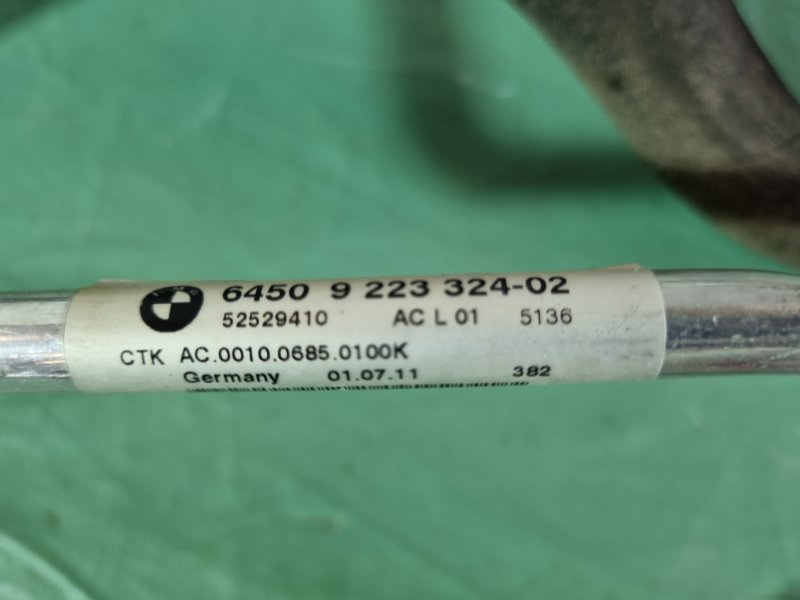 6450 9 223 324-02
52529410 AC L 01 5136
CTK AC.0010.0685.0100K
Germany 01.07.11 382